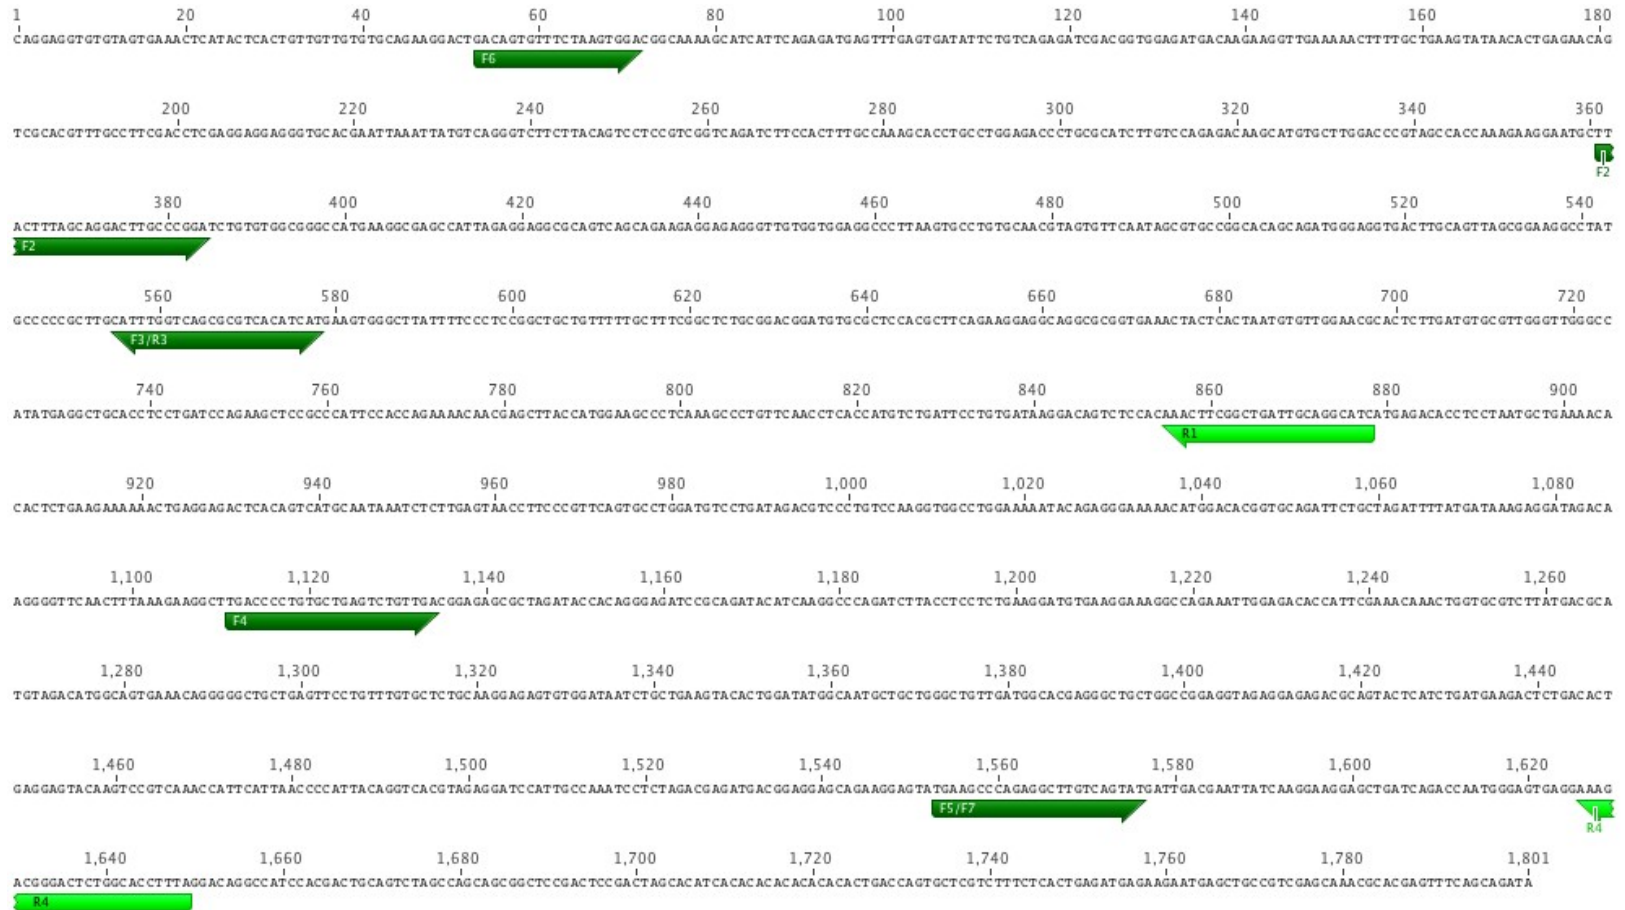 1 20 40 60 80 100 120 140 160 180
CAGGAGGTGTGTAGTGAAACTCATACTCACTGTTGTTGTGTGCAGAAGGACTGACAGTGTTTCTAAGTGGACGGCAAAAGCATCATTCAGAGATGAGTTTGAGTGATATTCTGTCAGAGATCGACGGTGGAGATGACAAGAAGGTTGAAAAACTTTTGCTGAAGTATAACACTGAGAACAG
F6
200 220 240 260 280 300 320 340 360
TCGCACGTTTGCCTTCGACCTCGAGGAGGAGGGTGCACGAATTAAATTATGTCAGGGTCTTCTTACAGTCCTCCGTCGGTCAGATCTTCCACTTTGCCAAAGCACCTGCCTGGAGACCCTGCGCATCTTGTCCAGAGACAAGCATGTGCTTGGACCCGTAGCCACCAAAGAAGGAATGCTT
F2
380 400 420 440 460 480 500 520 540
ACTTTAGCAGGACTTGCCCGGATCTGTGTGGCGGGCCATGAAGGCGAGCCATTAGAGGAGGCGCAGTCAGCAGAAGAGGAGAGGGTTGTGGTGGAGGCCCTTAAGTGCCTGTGCAACGTAGTGTTCAATAGCGTGCCGGCACAGCAGATGGGAGGTGACTTGCAGTTAGCGGAAGGCCTAT
F2
560 580 600 620 640 660 680 700 720
GCCCCCGCTTGCATTTGGTCAGCGCGTCACATCATGAAGTGGGCTTATTTTCCCTCCGGCTGCTGTTTTTGCTTTCGGCTCTGCGGACGGATGTGCGCTCCACGCTTCAGAAGGAGGCAGGCGCGGTGAAACTACTCACTAATGTGTTGGAACGCACTCTTGATGTGCGTTGGGTTGGGCC
F3/R3
740 760 780 800 820 840 860 880 900
ATATGAGGCTGCACCTCCTGATCCAGAAGCTCCGCCCATTCCACCAGAAAACAACGAGCTTACCATGGAAGCCCTCAAAGCCCTGTTCAACCTCACCATGTCTGATTCCTGTGATAAGGACAGTCTCCACAAACTTCGGCTGATTGCAGGCATCATGAGACACCTCCTAATGCTGAAAACA
R1
920 940 960 980 1,000 1,020 1,040 1,060 1,080
CACTCTGAAGAAAAAACTGAGGAGACTCACAGTCATGCAATAAATCTCTTGAGTAACCTTCCCGTTCAGTGCCTGGATGTCCTGATAGACGTCCCTGTCCAAGGTGGCCTGGAAAAATACAGAGGGAAAAACATGGACACGGTGCAGATTCTGCTAGATTTTATGATAAAGAGGATAGACA
1,100 1,120 1,140 1,160 1,180 1,200 1,220 1,240 1,260
AGGGGTTCAACTTTAAAGAAGGCTTGACCCCTGTGCTGAGTCTGTTGACGGAGAGCGCTAGATACCACAGGGAGATCCGCAGATACATCAAGGCCCAGATCTTACCTCCTCTGAAGGATGTGAAGGAAAGGCCAGAAATTGGAGACACCATTCGAAACAAACTGGTGCGTCTTATGACGCA
F4
1,280 1,300 1,320 1,340 1,360 1,380 1,400 1,420 1,440
TGTAGACATGGCAGTGAAACAGGGGGCTGCTGAGTTCCTGTTTGTGCTCTGCAAGGAGAGTGTGGATAATCTGCTGAAGTACACTGGATATGGCAATGCTGCTGGGCTGTTGATGGCACGAGGGCTGCTGGCCGGAGGTAGAGGAGAGACGCAGTACTCATCTGATGAAGACTCTGACACT
1,460 1,480 1,500 1,520 1,540 1,560 1,580 1,600 1,620
GAGGAGTACAAGTCCGTCAAACCATTCATTAACCCCATTACAGGTCACGTAGAGGATCCATTGCCAAATCCTCTAGACGAGATGACGGAGGAGCAGAAGGAGTATGAAGCCCAGAGGCTTGTCAGTATGATTGACGAATTATCAAGGAAGGAGCTGATCAGACCAATGGGAGTGAGGAAAG
F5/F7
R4
1,640 1,660 1,680 1,700 1,720 1,740 1,760 1,780 1,801
ACGGGACTCTGGCACCTTTAGGACAGGCCATCCACGACTGCAGTCTAGCCAGCAGCGGCTCCGACTCCGACTAGCACATCACACACACACACACACTGACCAGTGCTCGTCTTTCTCACTGAGATGAGAAGAATGAGCTGCCGTCGAGCAAACGCACGAGTTTCAGCAGATA
R4